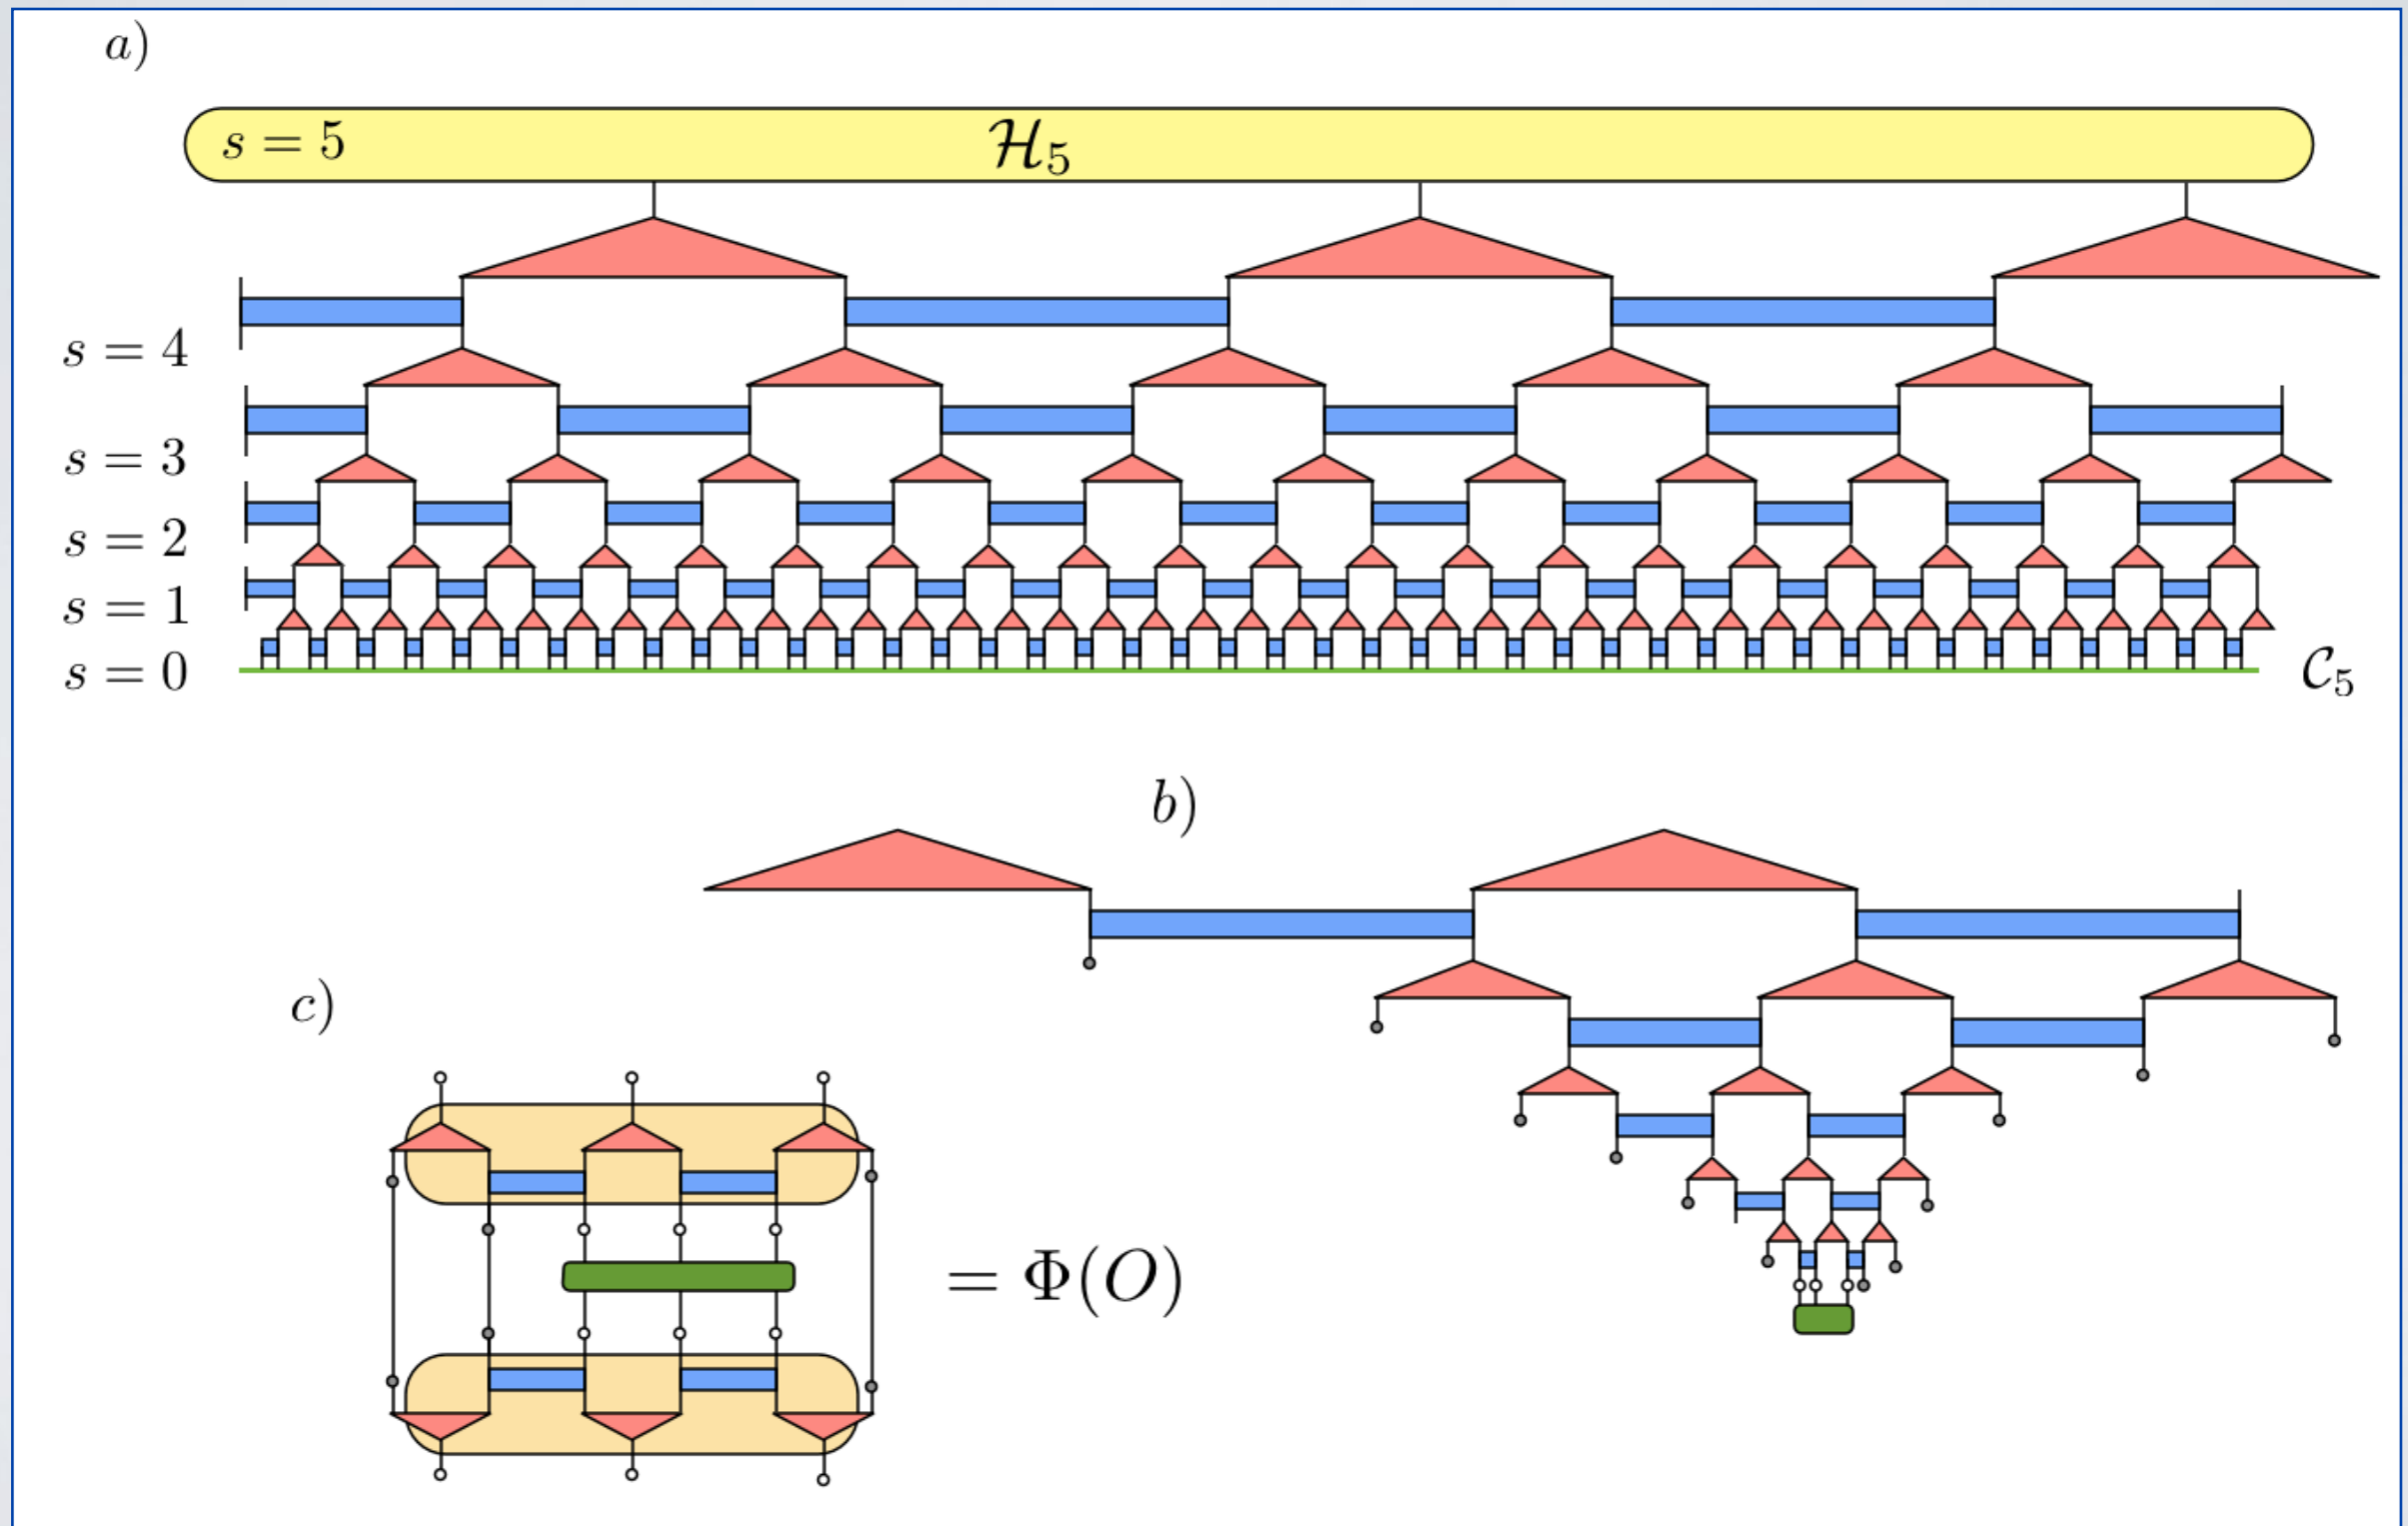 a)
s = 5
ℋ₅
s = 4
s = 3
s = 2
s = 1
s = 0
𝒞₅
b)
c)
= Φ(O)